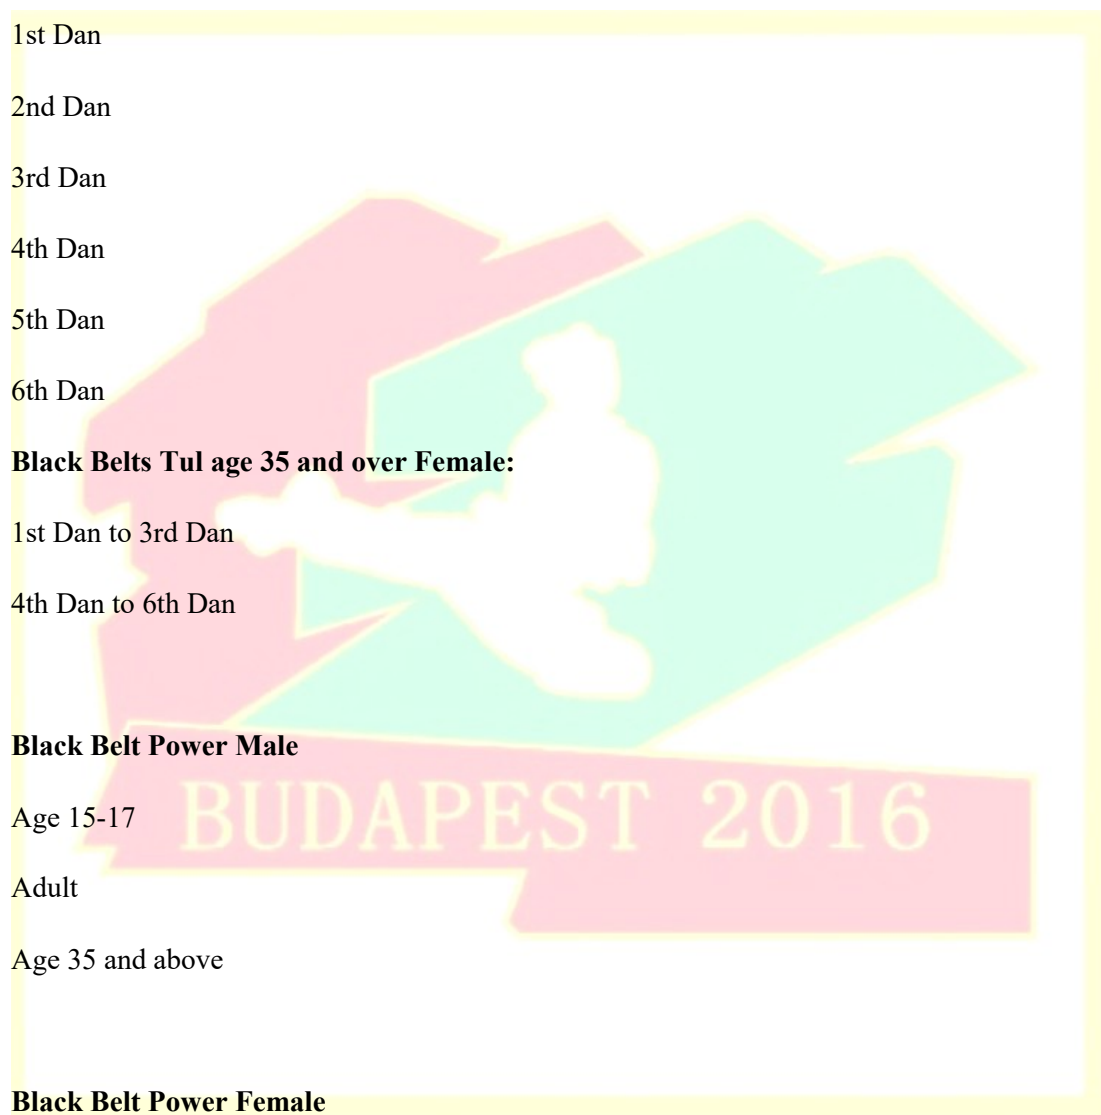 1st Dan
2nd Dan
3rd Dan
4th Dan
5th Dan
6th Dan
Black Belts Tul age 35 and over Female:
1st Dan to 3rd Dan
4th Dan to 6th Dan
Black Belt Power Male
BUDAPEST 2016
Age 15-17
Adult
Age 35 and above
Black Belt Power Female